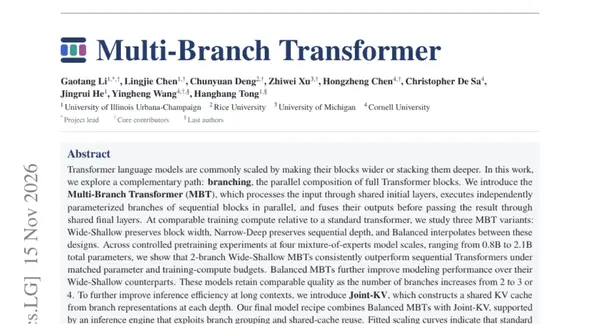 Multi-Branch Transformer
Gaotang Li1,*,†, Lingjie Chen1,†, Chunyuan Deng2,†, Zhiwei Xu3,†, Hongzheng Chen4,†, Christopher De Sa4,
Jingrui He1, Yingheng Wang4,†,§, Hanghang Tong1,§
1 University of Illinois Urbana-Champaign 2 Rice University 3 University of Michigan 4 Cornell University
* Project lead † Core contributors § Last authors
Abstract
Transformer language models are commonly scaled by making their blocks wider or stacking them deeper. In this work,
we explore a complementary path: branching, the parallel composition of full Transformer blocks. We introduce the
Multi-Branch Transformer (MBT), which processes the input through shared initial layers, executes independently
parameterized branches of sequential blocks in parallel, and fuses their outputs before passing the result through
shared final layers. At comparable training compute relative to a standard transformer, we study three MBT variants:
Wide-Shallow preserves block width, Narrow-Deep preserves sequential depth, and Balanced interpolates between these
designs. Across controlled pretraining experiments at four mixture-of-experts model scales, ranging from 0.8B to 2.1B
total parameters, we show that 2-branch Wide-Shallow MBTs consistently outperform sequential Transformers under
matched parameter and training-compute budgets. Balanced MBTs further improve modeling performance over their
Wide-Shallow counterparts. These models retain comparable quality as the number of branches increases from 2 to 3 or
4. To further improve inference efficiency at long contexts, we introduce Joint-KV, which constructs a shared KV cache
from branch representations at each depth. Our final model recipe combines Balanced MBTs with Joint-KV, supported
by an inference engine that exploits branch grouping and shared-cache reuse. Fitted scaling curves indicate that standard
cs.LG] 15 Nov 2026